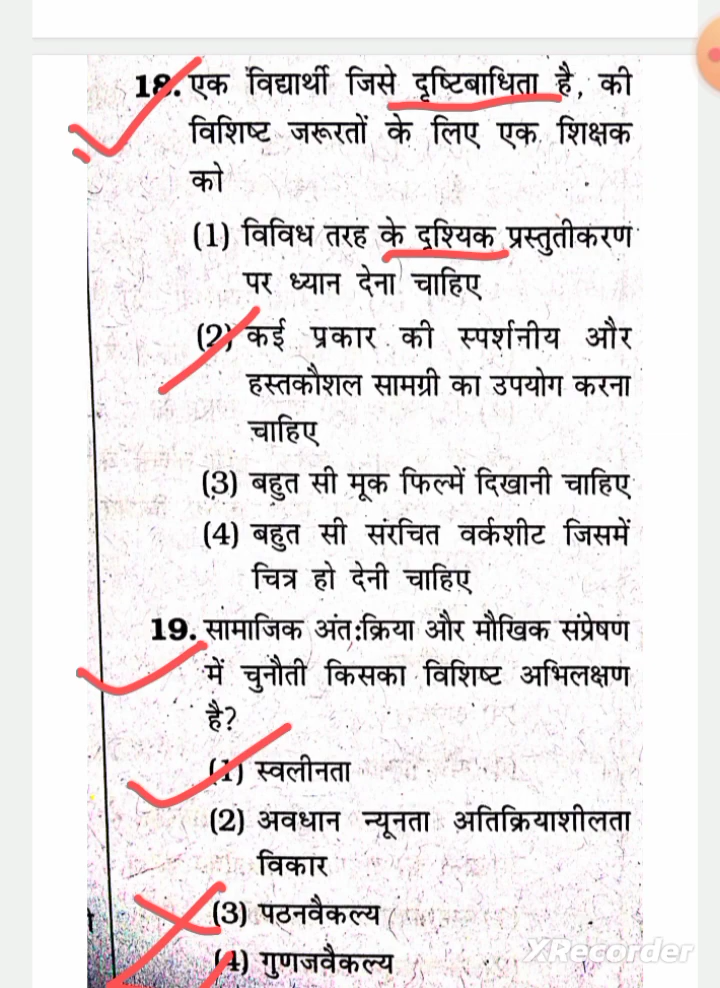 18. एक विद्यार्थी जिसे दृष्टिबाधिता है, की
विशिष्ट जरूरतों के लिए एक शिक्षक
को
(1) विविध तरह के दृश्यिक प्रस्तुतीकरण
पर ध्यान देना चाहिए
(2) कई प्रकार की स्पर्शनीय और
हस्तकौशल सामग्री का उपयोग करना
चाहिए
(3) बहुत सी मूक फिल्में दिखानी चाहिए
(4) बहुत सी संरचित वर्कशीट जिसमें
चित्र हो देनी चाहिए
19. सामाजिक अंत:क्रिया और मौखिक संप्रेषण
में चुनौती किसका विशिष्ट अभिलक्षण
है?
(1) स्वलीनता
(2) अवधान न्यूनता अतिक्रियाशीलता
विकार
(3) पठनवैकल्य
(4) गुणजवैकल्य
XRecorder